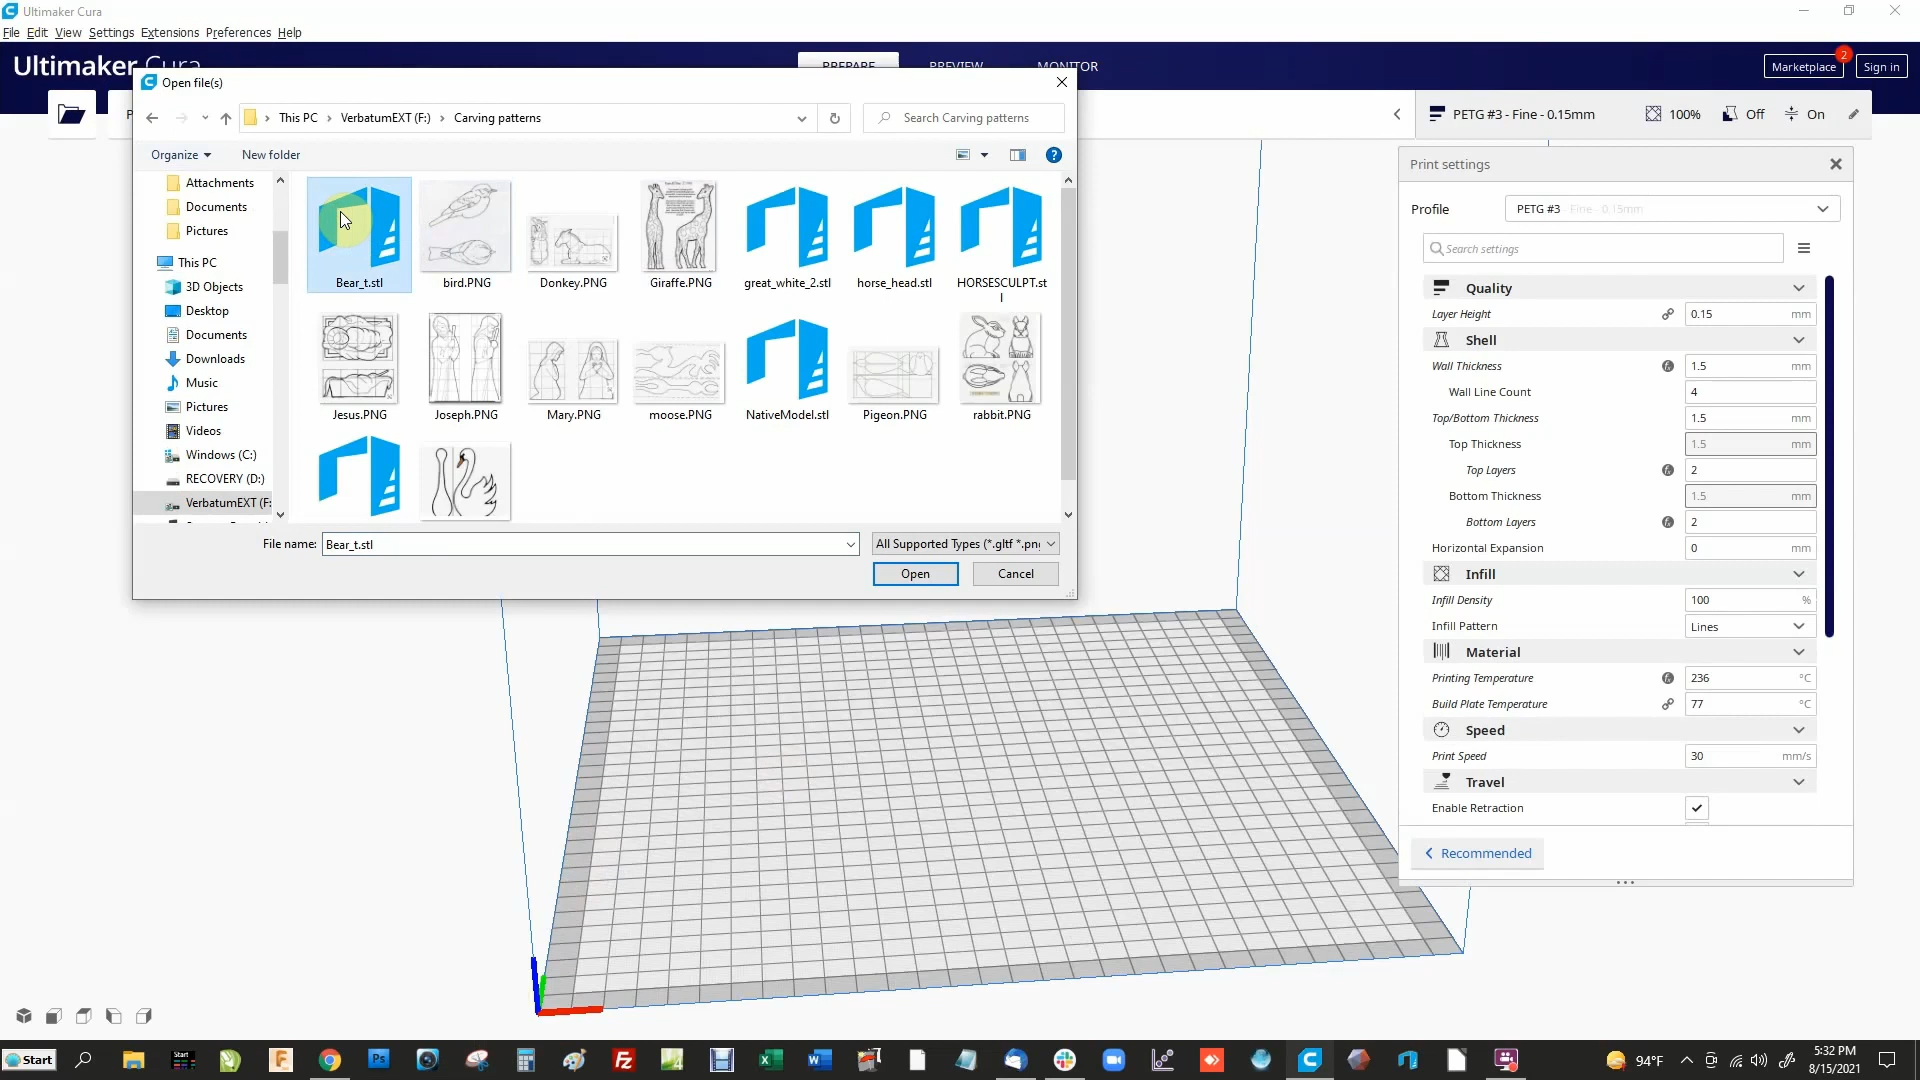 Ultimaker Cura
File Edit View Settings Extensions Preferences Help
Ultimaker Cura
PREPARE PREVIEW MONITOR
Marketplace 2 Sign in
Open file(s)
This PC VerbatumEXT (F:) Carving patterns
Search Carving patterns
PETG #3 - Fine - 0.15mm 100% Off On
Organize New folder
Attachments
Documents
Pictures
This PC
3D Objects
Desktop
Documents
Downloads
Music
Pictures
Videos
Windows (C:)
RECOVERY (D:)
VerbatumEXT (F:
Bear_t.stl bird.PNG Donkey.PNG Giraffe.PNG great_white_2.stl horse_head.stl HORSESCULPT.st
l
Jesus.PNG Joseph.PNG Mary.PNG moose.PNG NativeModel.stl Pigeon.PNG rabbit.PNG
File name: Bear_t.stl All Supported Types (*.gltf *.pn
Open Cancel
Print settings
Profile PETG #3 Fine - 0.15mm
Search settings
Quality
Layer Height 0.15 mm
Shell
Wall Thickness 1.5 mm
Wall Line Count 4
Top/Bottom Thickness 1.5 mm
Top Thickness 1.5 mm
Top Layers 2
Bottom Thickness 1.5 mm
Bottom Layers 2
Horizontal Expansion 0 mm
Infill
Infill Density 100 %
Infill Pattern Lines
Material
Printing Temperature 236 °C
Build Plate Temperature 77 °C
Speed
Print Speed 30 mm/s
Travel
Enable Retraction
Recommended
Start 94°F 5:32 PM
8/15/2021